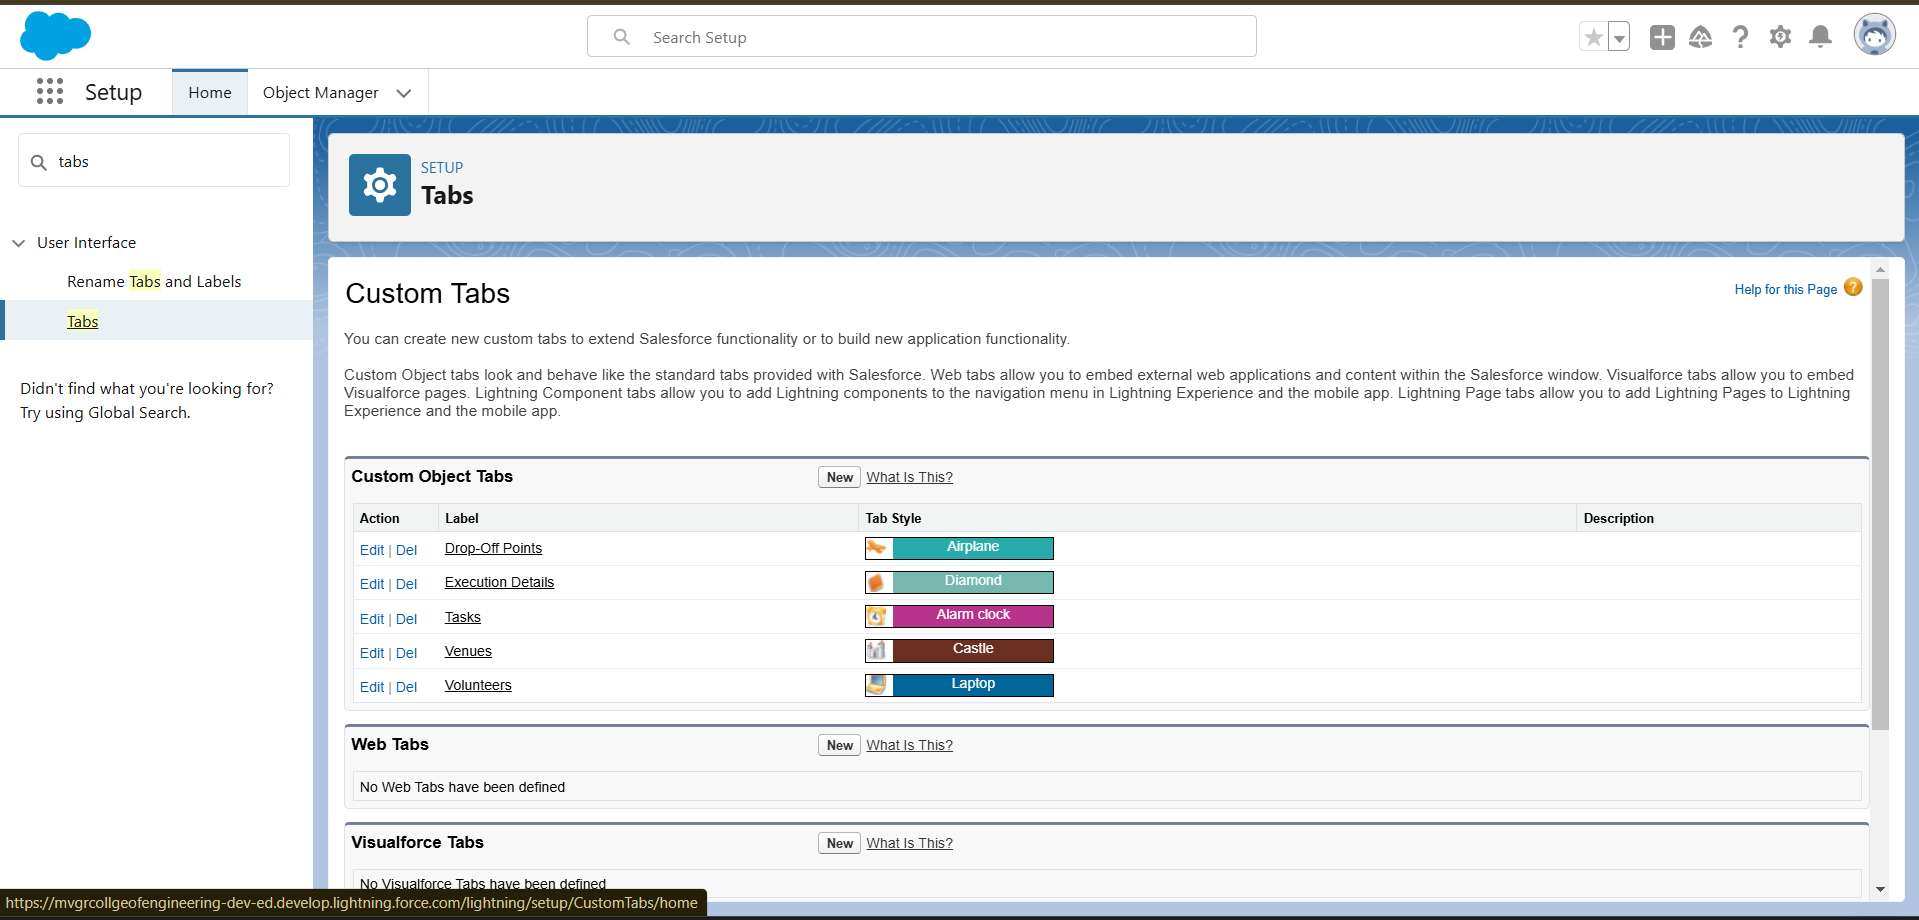 Search Setup
Setup
Home
Object Manager
tabs
User Interface
Rename Tabs and Labels
Tabs
Didn't find what you're looking for?
Try using Global Search.
SETUP
Tabs
Custom Tabs
Help for this Page
You can create new custom tabs to extend Salesforce functionality or to build new application functionality.
Custom Object tabs look and behave like the standard tabs provided with Salesforce. Web tabs allow you to embed external web applications and content within the Salesforce window. Visualforce tabs allow you to embed
Visualforce pages. Lightning Component tabs allow you to add Lightning components to the navigation menu in Lightning Experience and the mobile app. Lightning Page tabs allow you to add Lightning Pages to Lightning
Experience and the mobile app.
Custom Object Tabs New What Is This?
Action Label Tab Style Description
Edit | Del Drop-Off Points Airplane
Edit | Del Execution Details Diamond
Edit | Del Tasks Alarm clock
Edit | Del Venues Castle
Edit | Del Volunteers Laptop
Web Tabs New What Is This?
No Web Tabs have been defined
Visualforce Tabs New What Is This?
No Visualforce Tabs have been defined
https://mvgrcollgeofengineering-dev-ed.develop.lightning.force.com/lightning/setup/CustomTabs/home